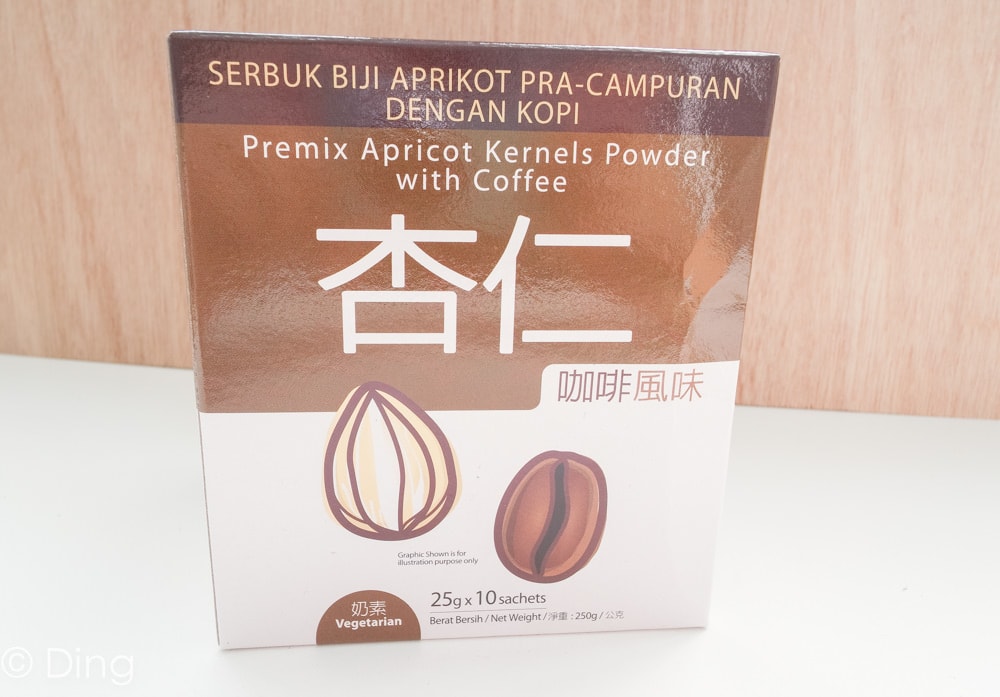 SERBUK BIJI APRIKOT PRA-CAMPURAN
DENGAN KOPI
Premix Apricot Kernels Powder
with Coffee
杏仁
咖啡風味
Graphic Shown is for
illustration purpose only
奶素
Vegetarian
25g x 10 sachets
Berat Bersih / Net Weight / 淨重 : 250g / 公克
© Ding